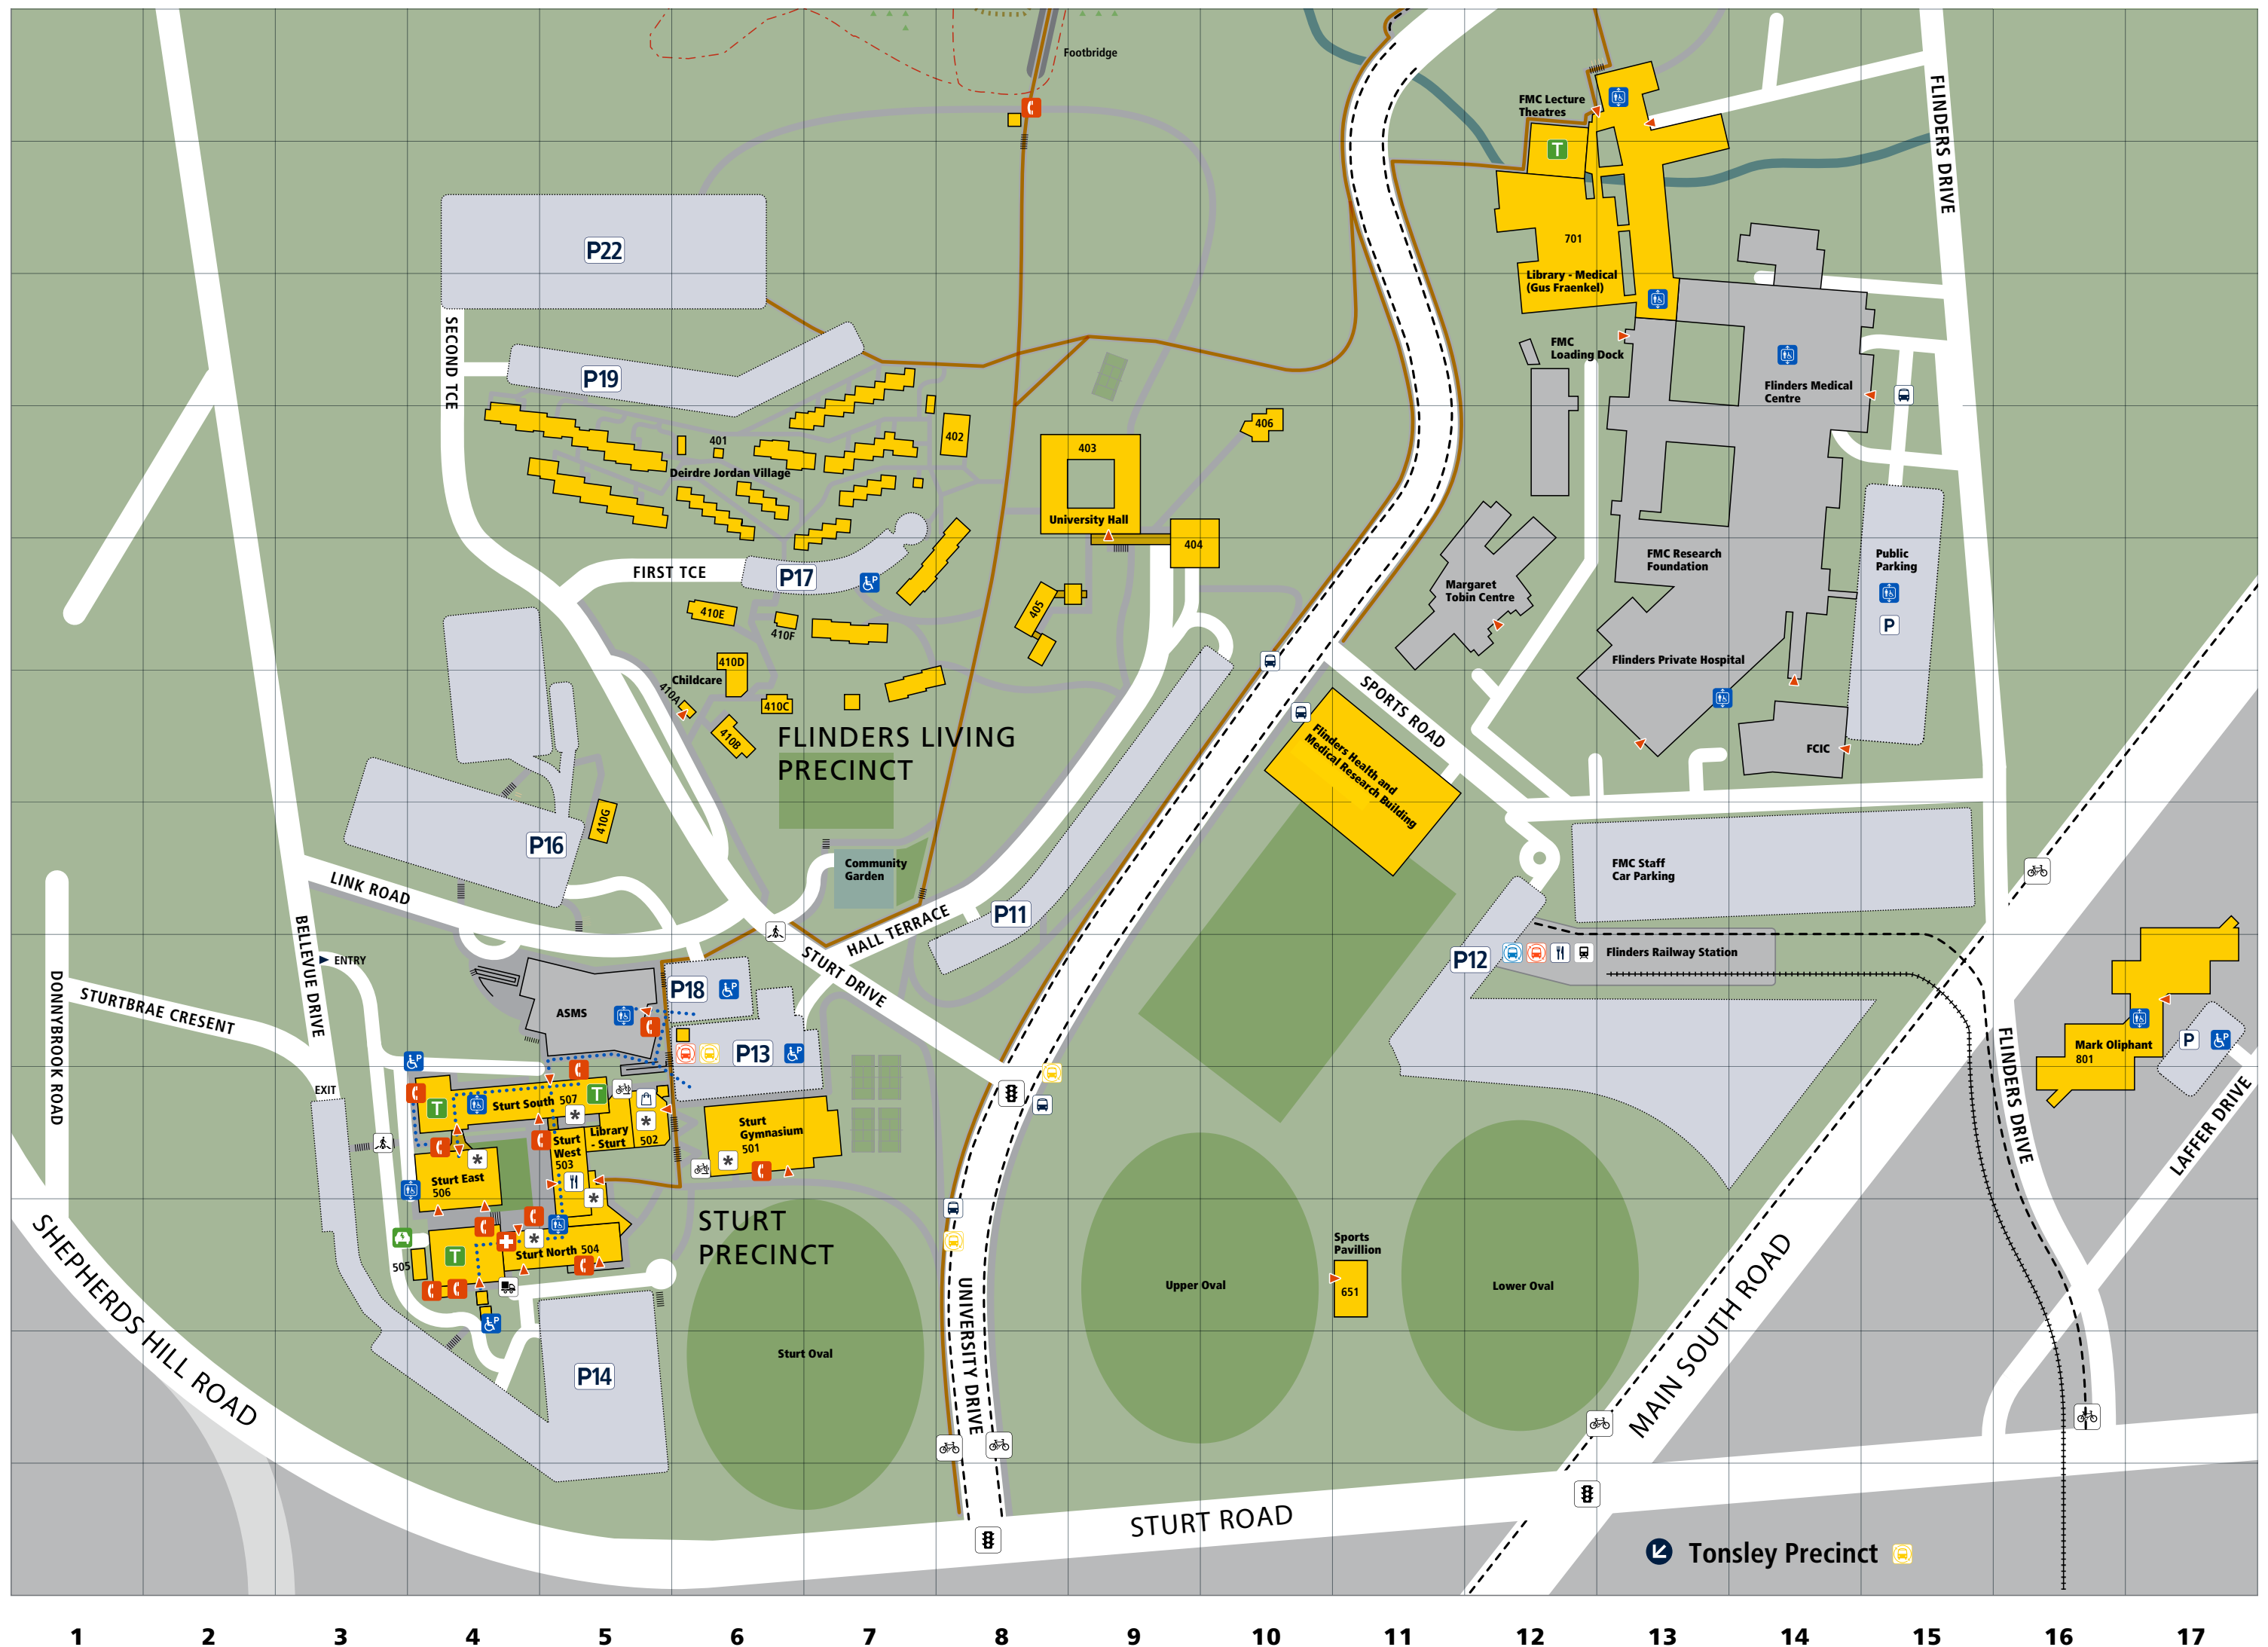 Footbridge
FLINDERS DRIVE
FMC Lecture
Theatres
T
701
P22
Library - Medical
(Gus Fraenkel)
SECOND TCE
P19
FMC
Loading Dock
Flinders Medical
Centre
401
402
403
406
Deirdre Jordan Village
University Hall
404
FIRST TCE
P17
P
405
410E
410F
Margaret
Tobin Centre
FMC Research
Foundation
Public
Parking
P
410D
Childcare
410A
410C
410B
Flinders Private Hospital
FLINDERS LIVING
PRECINCT
SPORTS ROAD
Flinders Health and
Medical Research Building
FCIC
410G
P16
Community
Garden
FMC Staff
Car Parking
LINK ROAD
HALL TERRACE
P11
BELLEVUE DRIVE
ENTRY
STURT DRIVE
P12
Flinders Railway Station
DONNYBROOK ROAD
STURTBRAE CRESENT
ASMS
P18
P
P13
P
Mark Oliphant
801
P
P
FLINDERS DRIVE
LAFFER DRIVE
P
EXIT
T
Sturt South 507
T
*
Library
- Sturt
*
502
Sturt
West
503
Sturt
Gymnasium
501
*
*
Sturt East
506
*
STURT
PRECINCT
*
Sturt North 504
T
505
P
Sports
Pavillion
651
Upper Oval
Lower Oval
UNIVERSITY DRIVE
MAIN SOUTH ROAD
SHEPHERDS HILL ROAD
Sturt Oval
P14
STURT ROAD
Tonsley Precinct
1 2 3 4 5 6 7 8 9 10 11 12 13 14 15 16 17